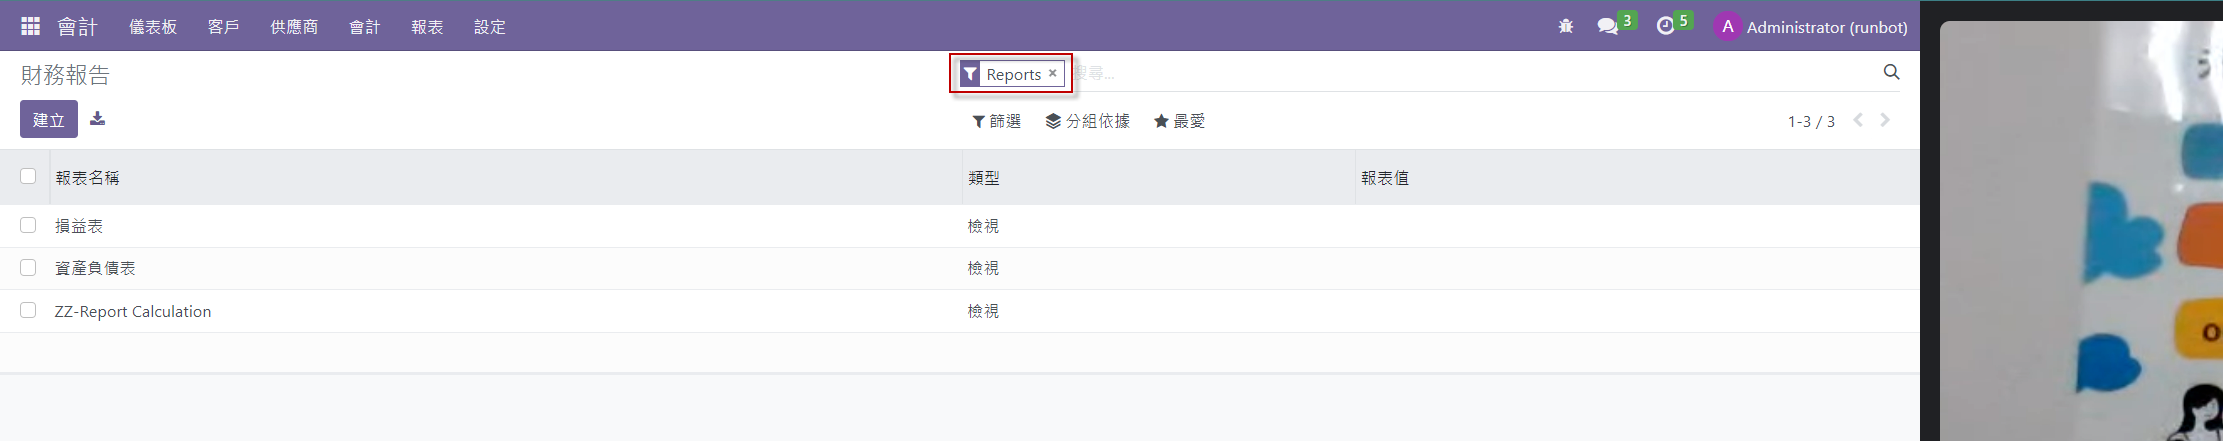 會計 儀表板 客戶 供應商 會計 報表 設定 3 5 A Administrator (runbot)
財務報告 Reports × 搜尋...
建立 篩選 分組依據 最愛 1-3 / 3
報表名稱 類型 報表值
損益表 檢視
資產負債表 檢視
ZZ-Report Calculation 檢視